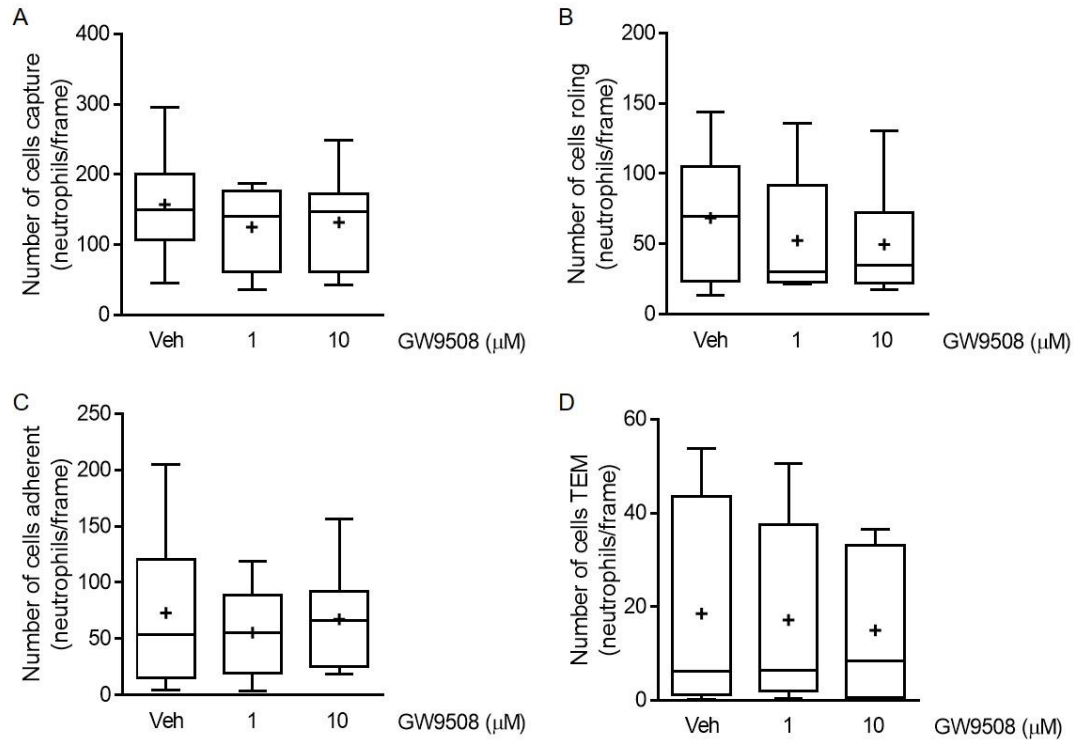 A
Number of cells capture
(neutrophils/frame)
400
300
200
100
0
Veh 1 10 GW9508 (μM)
B
Number of cells roling
(neutrophils/frame)
200
150
100
50
0
Veh 1 10 GW9508 (μM)
C
Number of cells adherent
(neutrophils/frame)
250
200
150
100
50
0
Veh 1 10 GW9508 (μM)
D
Number of cells TEM
(neutrophils/frame)
60
40
20
0
Veh 1 10 GW9508 (μM)